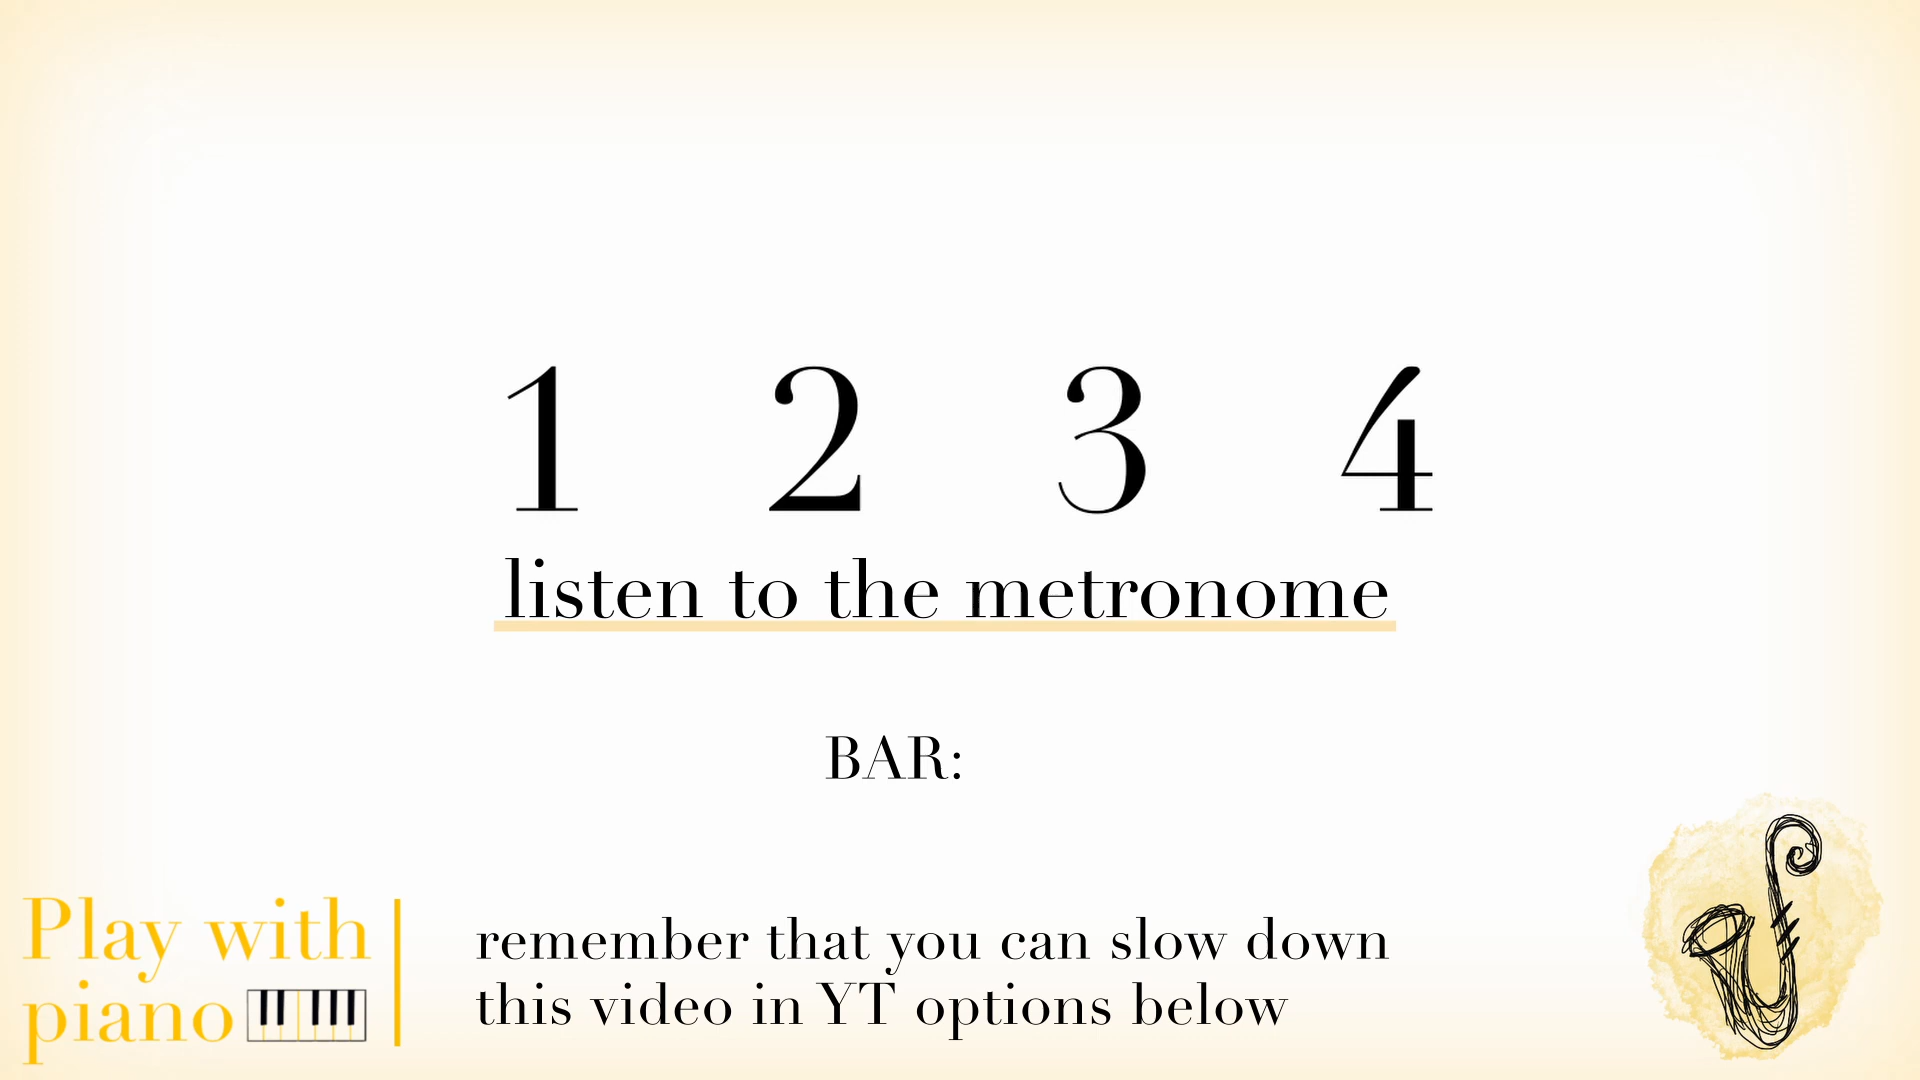 1 2 3 4
listen to the metronome
BAR:
Play with
piano
remember that you can slow down
this video in YT options below